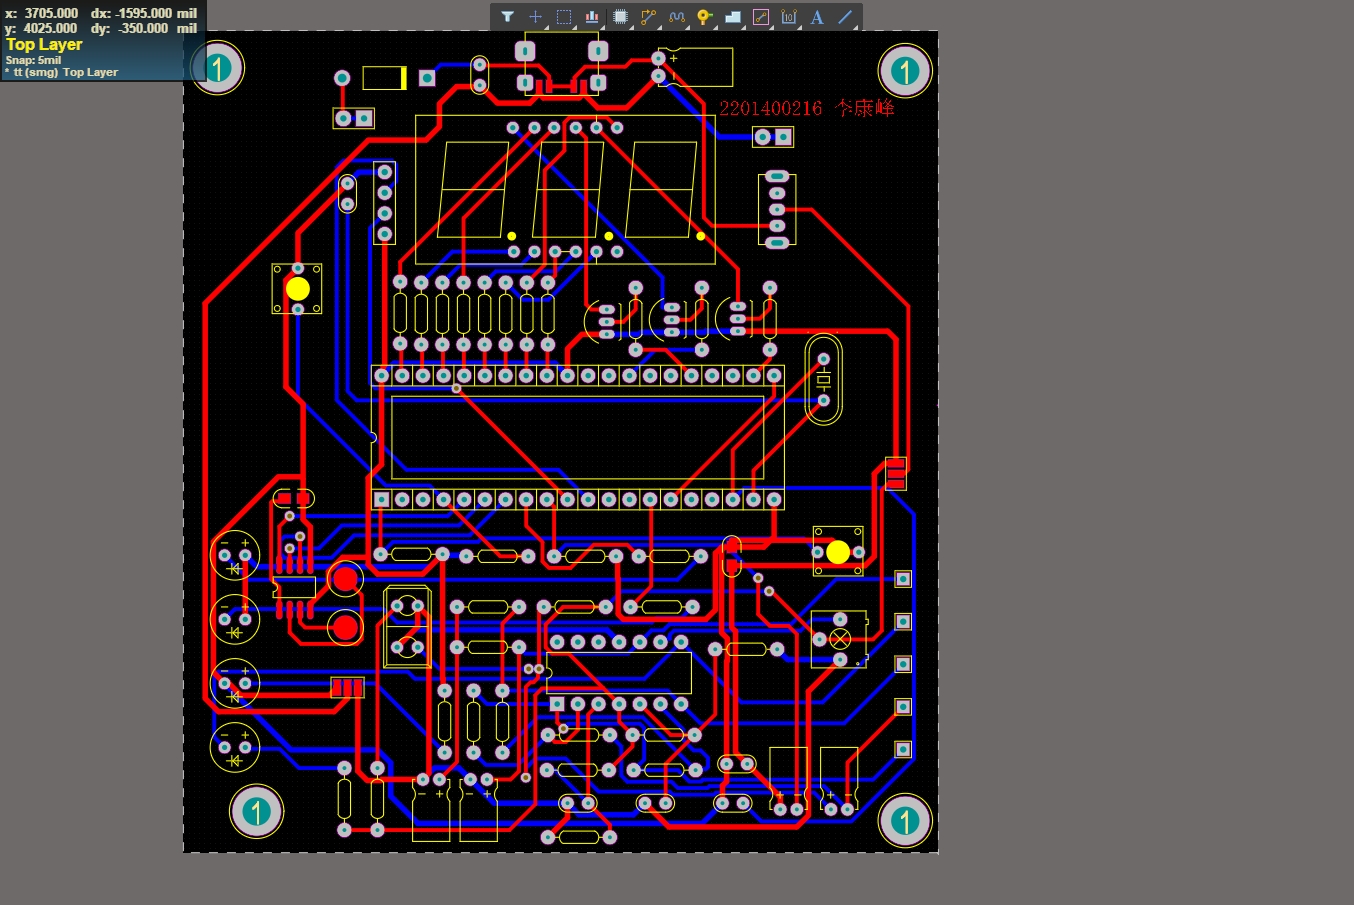 x: 3705.000 dx: -1595.000 mil
y: 4025.000 dy: -350.000 mil
Top Layer
Snap: 5mil
* tt (smg) Top Layer
1
1
2201400216 李康峰
1
1